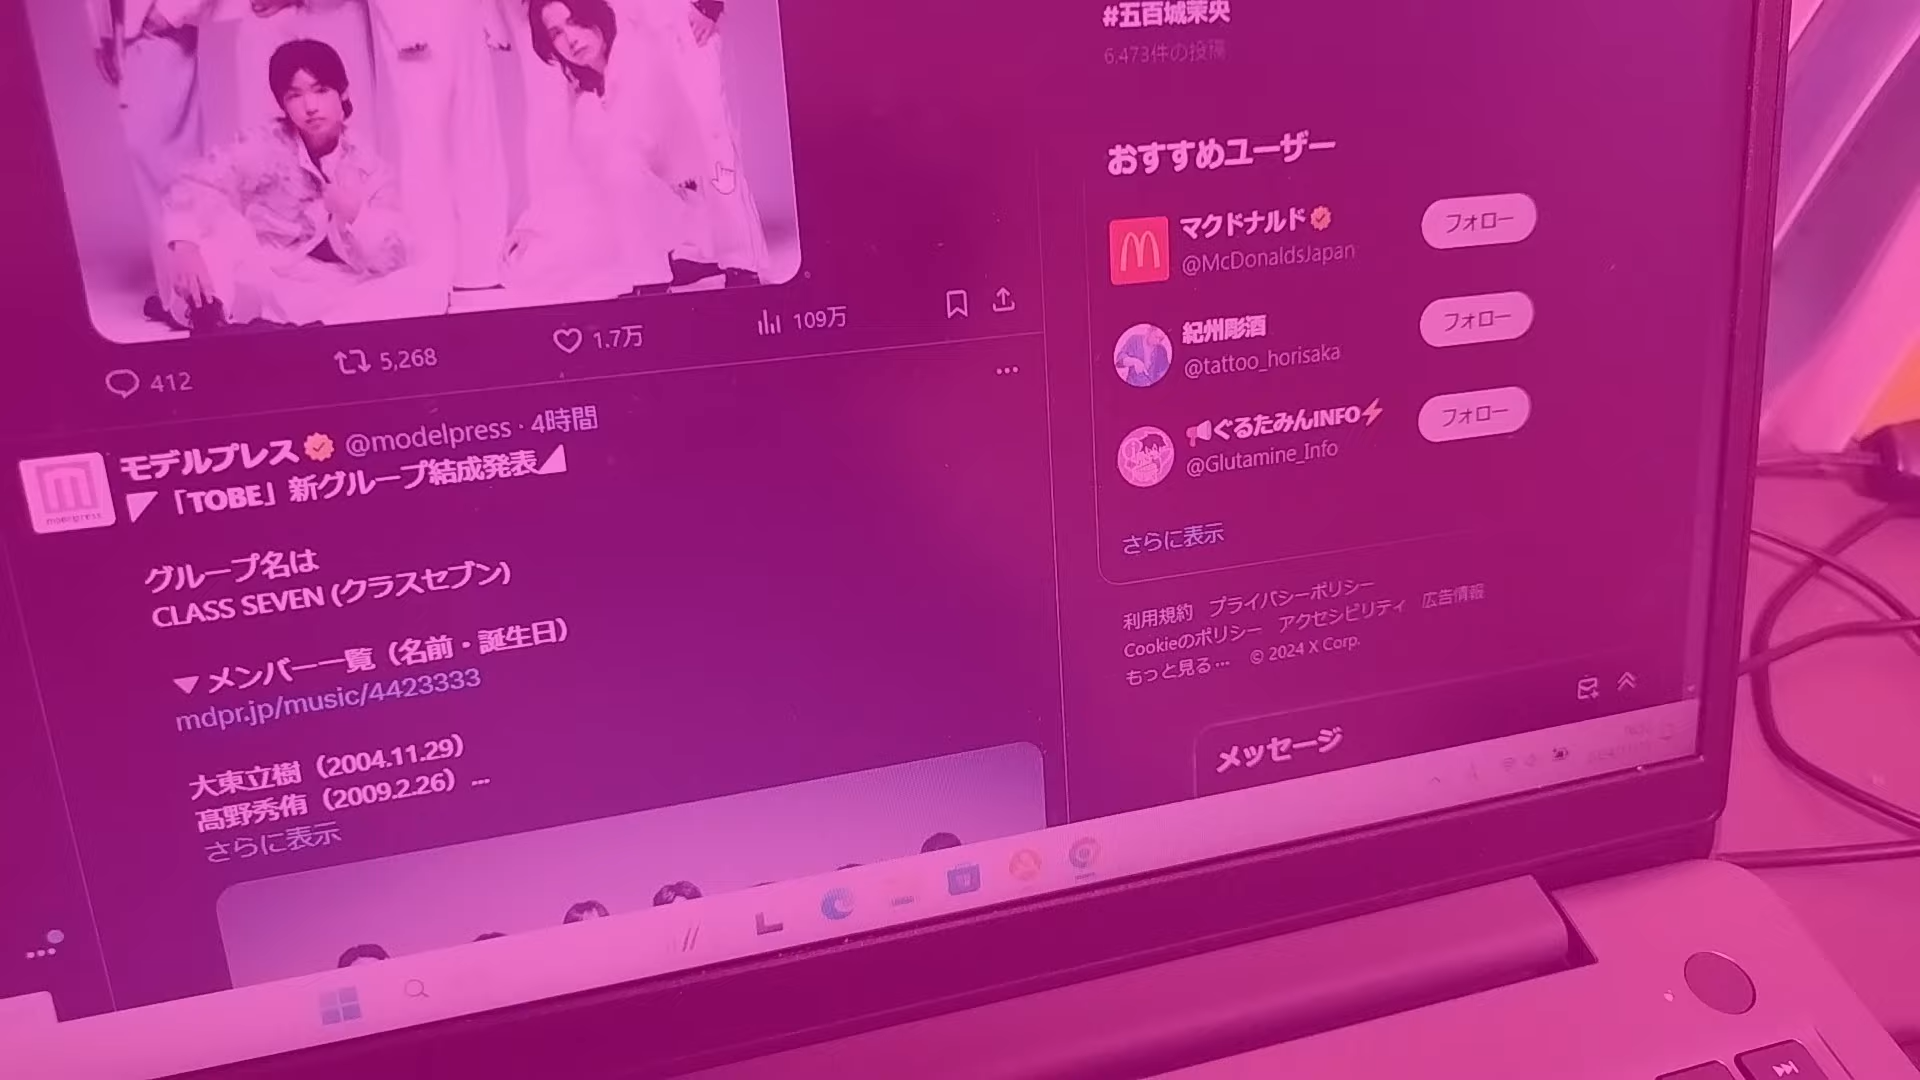 412
5,268
1.7万
109万
モデルプレス @modelpress · 4時間
◤「TOBE」新グループ結成発表◢
グループ名は
CLASS SEVEN (クラスセブン)
▼メンバー一覧（名前・誕生日）
mdpr.jp/music/4423333
大東立樹（2004.11.29）
髙野秀侑（2009.2.26）...
さらに表示
#五百城茉央
6,473件の投稿
おすすめユーザー
マクドナルド
@McDonaldsJapan
フォロー
紀州彫酒
@tattoo_horisaka
フォロー
ぐるたみんINFO
@Glutamine_Info
フォロー
さらに表示
利用規約 プライバシーポリシー
Cookieのポリシー アクセシビリティ 広告情報
もっと見る... © 2024 X Corp.
メッセージ